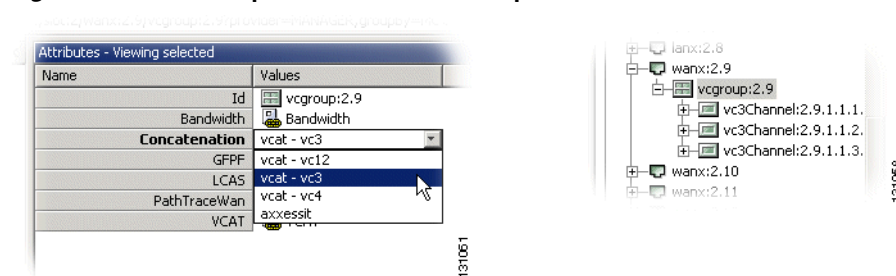 Attributes - Viewing selected
Name Values
Id vcgroup:2.9
Bandwidth Bandwidth
Concatenation vcat - vc3
GFPF vcat - vc12
LCAS vcat - vc3
PathTraceWan vcat - vc4
VCAT axxessit
131061
lanx:2.8
wanx:2.9
vcgroup:2.9
vc3Channel:2.9.1.1.1.
vc3Channel:2.9.1.1.2.
vc3Channel:2.9.1.1.3.
wanx:2.10
wanx:2.11